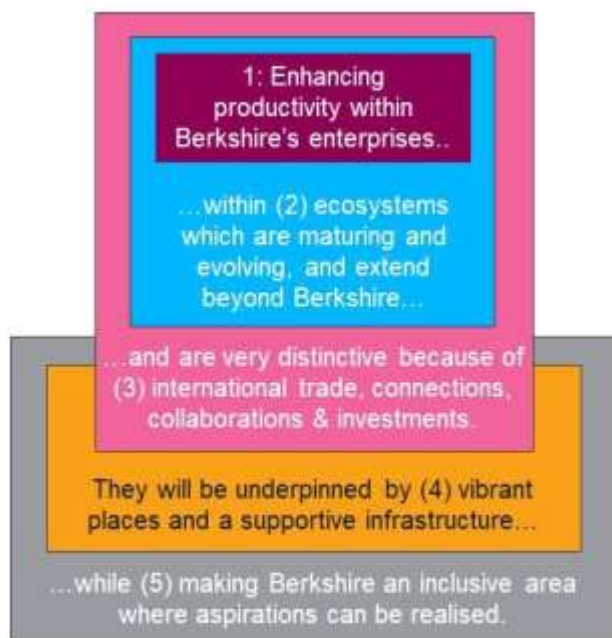 1: Enhancing
productivity within
Berkshire's enterprises..
…within (2) ecosystems
which are maturing and
evolving, and extend
beyond Berkshire…
…and are very distinctive because of
(3) international trade, connections,
collaborations & investments.
They will be underpinned by (4) vibrant
places and a supportive infrastructure…
…while (5) making Berkshire an inclusive area
where aspirations can be realised.